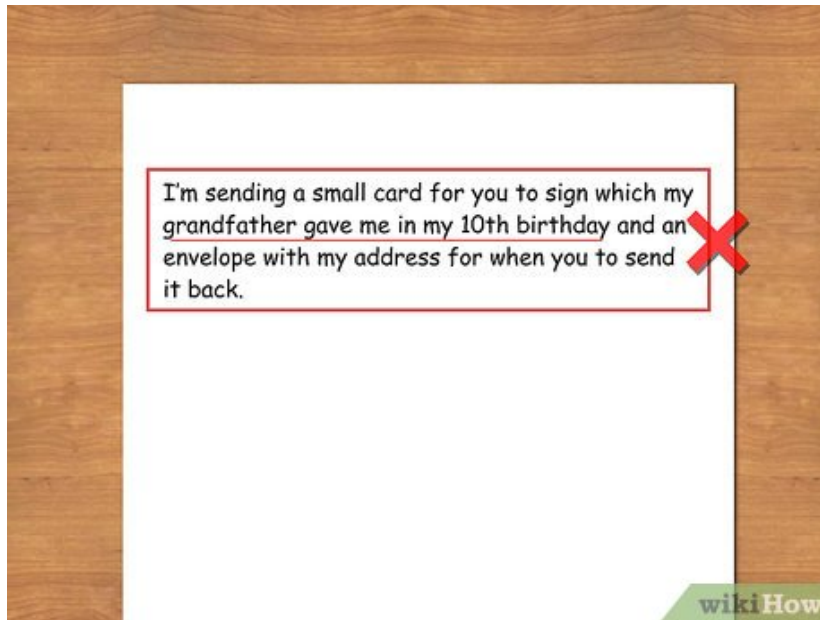 I'm sending a small card for you to sign which my
grandfather gave me in my 10th birthday and an
envelope with my address for when you to send
it back.
wikiHow